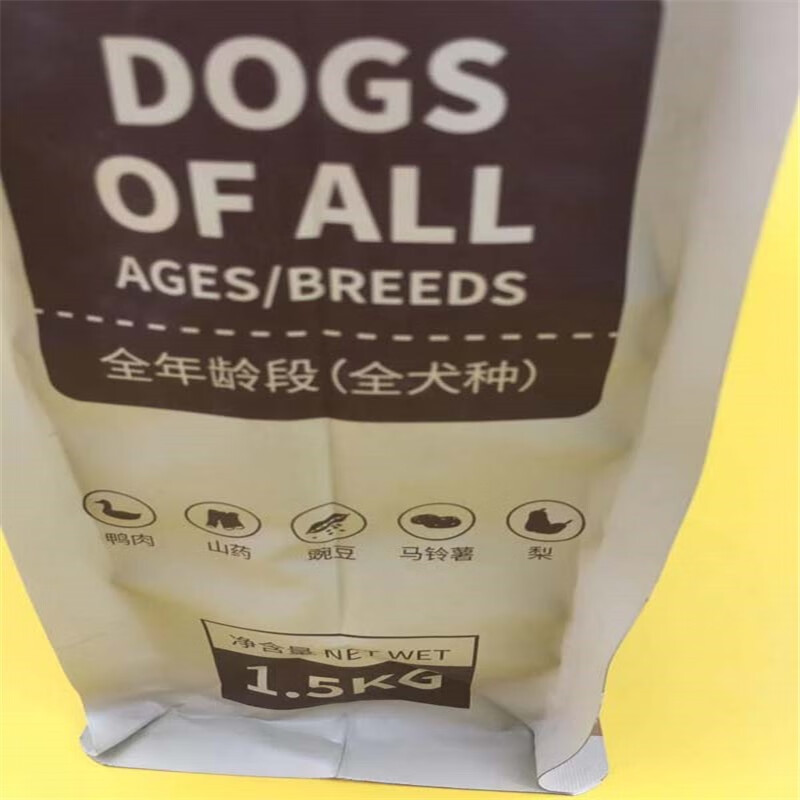 DOGS
OF ALL
AGES/BREEDS
全年龄段(全犬种)
鸭肉 山药 豌豆 马铃薯 梨
净含量 NET WET
1.5KG